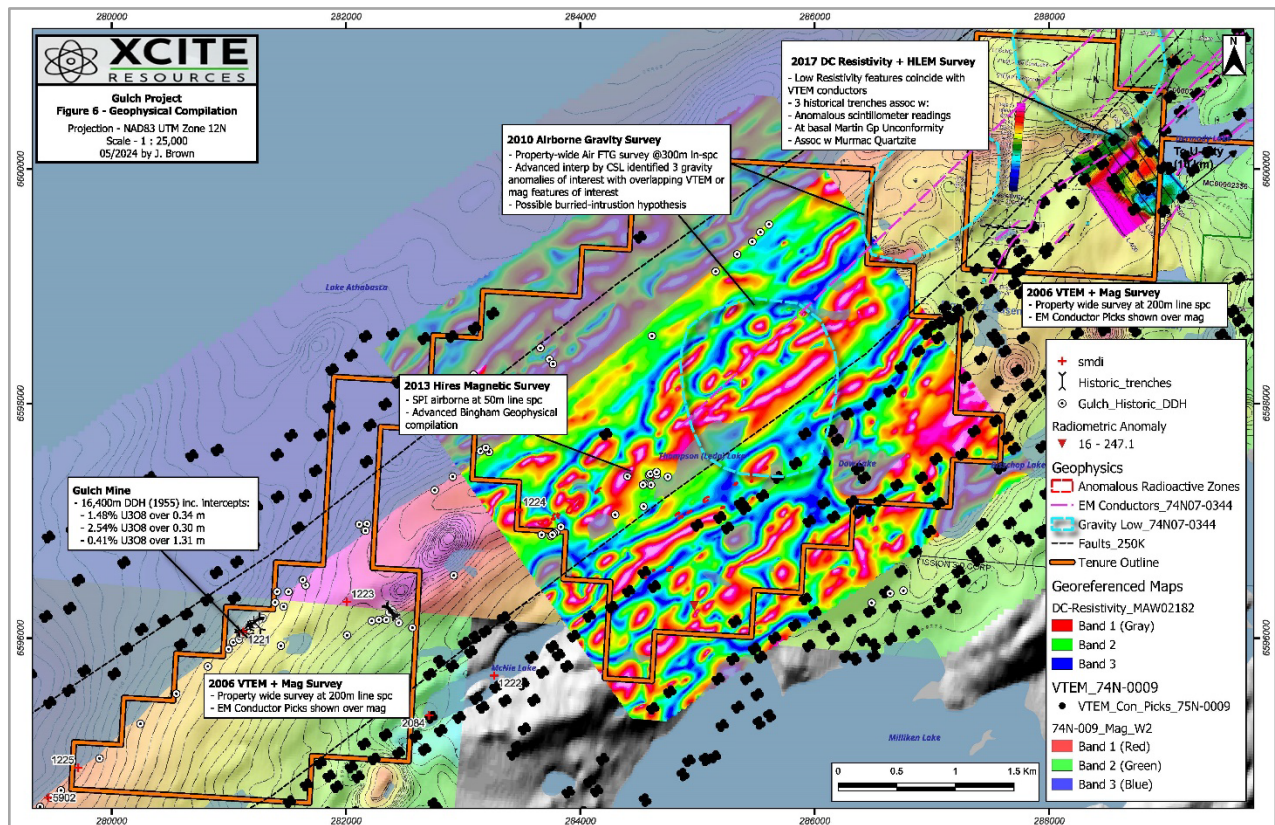 280000
282000
284000
286000
288000
XCITE
RESOURCES
Gulch Project
Figure 6 - Geophysical Compilation
Projection - NAD83 UTM Zone 12N
Scale - 1 : 25,000
05/2024 by J. Brown
2017 DC Resistivity + HLEM Survey
- Low Resistivity features coincide with
VTEM conductors
- 3 historical trenches assoc w:
- Anomalous scintillometer readings
- At basal Martin Gp Unconformity
- Assoc w Murmac Quartzite
N
2010 Airborne Gravity Survey
- Property-wide Air FTG survey @300m ln-spc
- Advanced interp by CSL identified 3 gravity
anomalies of interest with overlapping VTEM or
mag features of interest
- Possible burried-intrusion hypothesis
(10 km)
MC00002336
6600000
6600000
Lake Athabasca
2006 VTEM + Mag Survey
- Property wide survey at 200m line spc
- EM Conductor Picks shown over mag
2013 Hires Magnetic Survey
- SPI airborne at 50m line spc
- Advanced Bingham Geophysical
compilation
6598000
6598000
Thompson (Leda) Lake
1224
Gulch Mine
- 16,400m DDH (1955) inc. intercepts:
- 1.48% U3O8 over 0.34 m
- 2.54% U3O8 over 0.30 m
- 0.41% U3O8 over 1.31 m
1223
1221
6596000
6596000
McNie Lake
1222
2006 VTEM + Mag Survey
- Property wide survey at 200m line spc
- EM Conductor Picks shown over mag
2084
1225
5902
Milliken Lake
0
0.5
1
1.5 Km
smdi
Historic_trenches
Gulch_Historic_DDH
Radiometric Anomaly
16 - 247.1
Geophysics
Anomalous Radioactive Zones
EM Conductors_74N07-0344
Gravity Low_74N07-0344
Faults_250K
Tenure Outline
Georeferenced Maps
DC-Resistivity_MAW02182
Band 1 (Gray)
Band 2
Band 3
VTEM_74N-0009
VTEM_Con_Picks_75N-0009
74N-009_Mag_W2
Band 1 (Red)
Band 2 (Green)
Band 3 (Blue)
280000
282000
284000
286000
288000